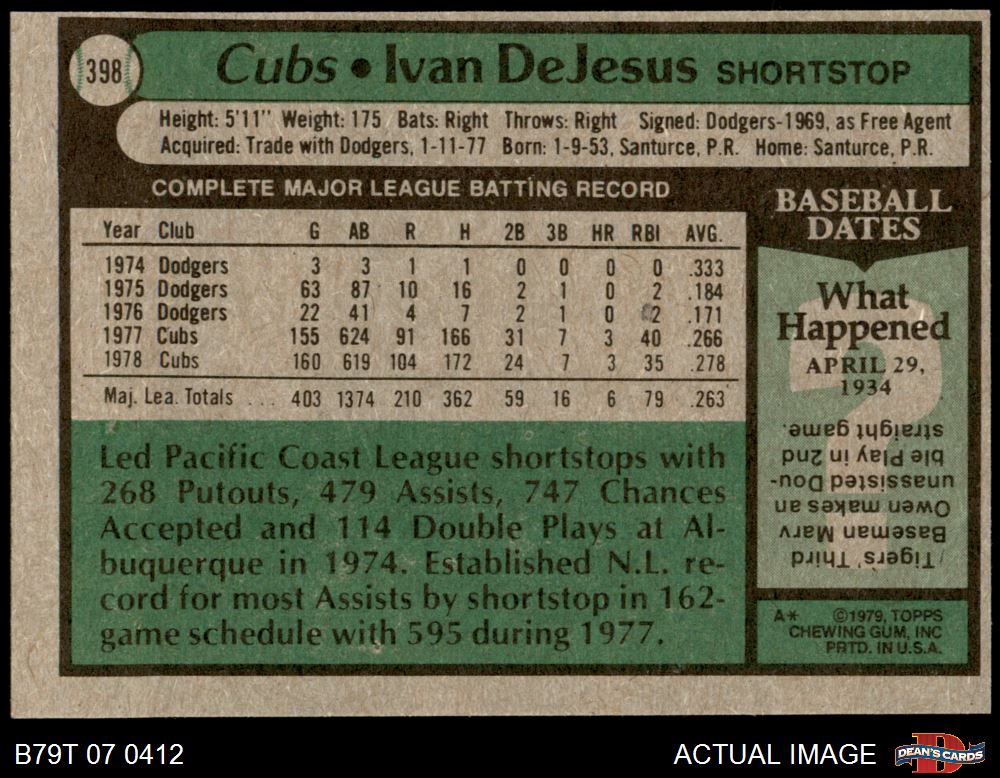 398
Cubs • Ivan DeJesus SHORTSTOP
Height: 5'11" Weight: 175 Bats: Right Throws: Right Signed: Dodgers-1969, as Free Agent
Acquired: Trade with Dodgers, 1-11-77 Born: 1-9-53, Santurce, P.R. Home: Santurce, P.R.
COMPLETE MAJOR LEAGUE BATTING RECORD
Year Club G AB R H 2B 3B HR RBI AVG.
1974 Dodgers 3 3 1 1 0 0 0 0 .333
1975 Dodgers 63 87 10 16 2 1 0 2 .184
1976 Dodgers 22 41 4 7 2 1 0 2 .171
1977 Cubs 155 624 91 166 31 7 3 40 .266
1978 Cubs 160 619 104 172 24 7 3 35 .278
Maj. Lea. Totals ... 403 1374 210 362 59 16 6 79 .263
Led Pacific Coast League shortstops with
268 Putouts, 479 Assists, 747 Chances
Accepted and 114 Double Plays at Al-
buquerque in 1974. Established N.L. re-
cord for most Assists by shortstop in 162-
game schedule with 595 during 1977.
BASEBALL
DATES
What
Happened
APRIL 29,
1934
?
Tigers' Third
Baseman Marv
Owen makes an
unassisted Dou-
ble Play in 2nd
straight game.
A* ©1979, TOPPS
CHEWING GUM, INC
PRTD. IN U.S.A.
B79T 07 0412
ACTUAL IMAGE
D
DEAN'S CARDS